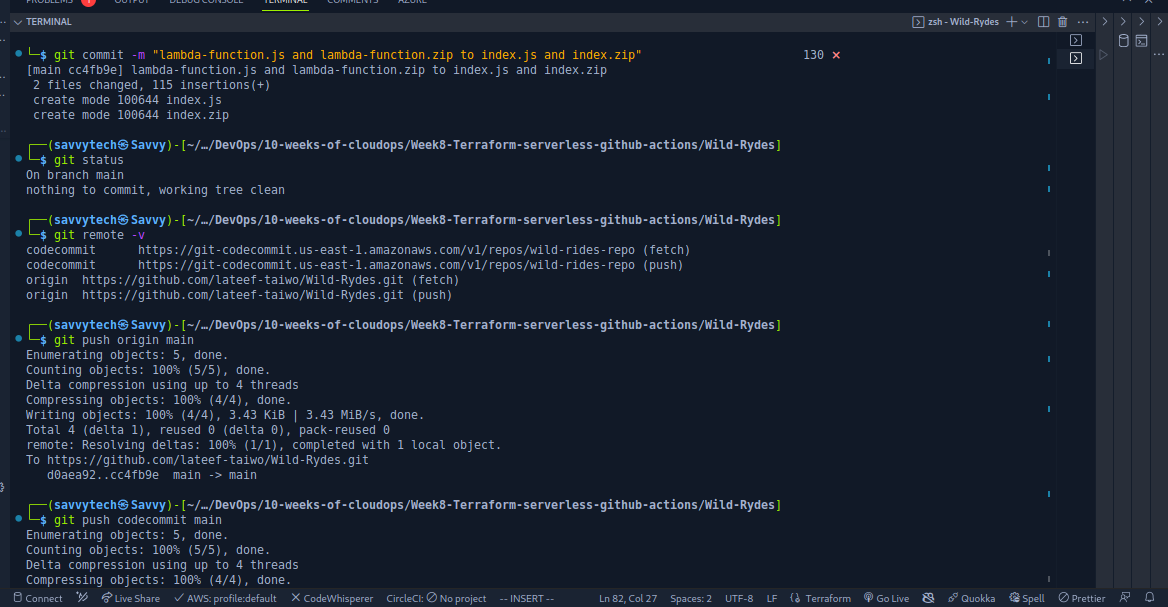 PROBLEMS 1 OUTPUT DEBUG CONSOLE TERMINAL COMMENTS AZURE
TERMINAL
zsh - Wild-Rydes
└─$ git commit -m "lambda-function.js and lambda-function.zip to index.js and index.zip" 130 ✗
[main cc4fb9e] lambda-function.js and lambda-function.zip to index.js and index.zip
2 files changed, 115 insertions(+)
create mode 100644 index.js
create mode 100644 index.zip
┌──(savvytech㉿Savvy)-[~/…/DevOps/10-weeks-of-cloudops/Week8-Terraform-serverless-github-actions/Wild-Rydes]
└─$ git status
On branch main
nothing to commit, working tree clean
┌──(savvytech㉿Savvy)-[~/…/DevOps/10-weeks-of-cloudops/Week8-Terraform-serverless-github-actions/Wild-Rydes]
└─$ git remote -v
codecommit https://git-codecommit.us-east-1.amazonaws.com/v1/repos/wild-rides-repo (fetch)
codecommit https://git-codecommit.us-east-1.amazonaws.com/v1/repos/wild-rides-repo (push)
origin https://github.com/lateef-taiwo/Wild-Rydes.git (fetch)
origin https://github.com/lateef-taiwo/Wild-Rydes.git (push)
┌──(savvytech㉿Savvy)-[~/…/DevOps/10-weeks-of-cloudops/Week8-Terraform-serverless-github-actions/Wild-Rydes]
└─$ git push origin main
Enumerating objects: 5, done.
Counting objects: 100% (5/5), done.
Delta compression using up to 4 threads
Compressing objects: 100% (4/4), done.
Writing objects: 100% (4/4), 3.43 KiB | 3.43 MiB/s, done.
Total 4 (delta 1), reused 0 (delta 0), pack-reused 0
remote: Resolving deltas: 100% (1/1), completed with 1 local object.
To https://github.com/lateef-taiwo/Wild-Rydes.git
d0aea92..cc4fb9e main -> main
┌──(savvytech㉿Savvy)-[~/…/DevOps/10-weeks-of-cloudops/Week8-Terraform-serverless-github-actions/Wild-Rydes]
└─$ git push codecommit main
Enumerating objects: 5, done.
Counting objects: 100% (5/5), done.
Delta compression using up to 4 threads
Compressing objects: 100% (4/4), done.
Connect Live Share AWS: profile:default CodeWhisperer CircleCI: No project -- INSERT -- Ln 82, Col 27 Spaces: 2 UTF-8 LF Terraform Go Live Quokka Spell Prettier